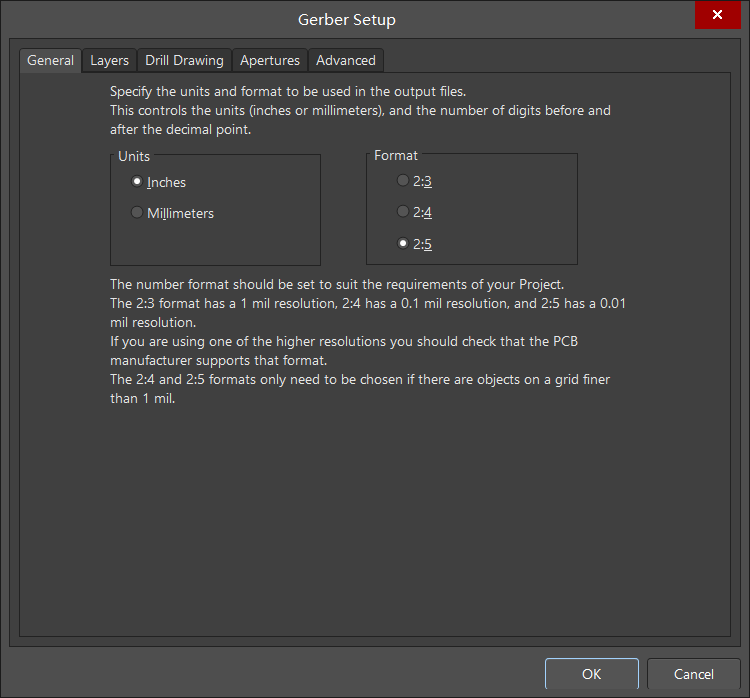 Gerber Setup
General Layers Drill Drawing Apertures Advanced
Specify the units and format to be used in the output files.
This controls the units (inches or millimeters), and the number of digits before and
after the decimal point.
Units Format
Inches 2:3
Millimeters 2:4
2:5
The number format should be set to suit the requirements of your Project.
The 2:3 format has a 1 mil resolution, 2:4 has a 0.1 mil resolution, and 2:5 has a 0.01
mil resolution.
If you are using one of the higher resolutions you should check that the PCB
manufacturer supports that format.
The 2:4 and 2:5 formats only need to be chosen if there are objects on a grid finer
than 1 mil.
OK Cancel